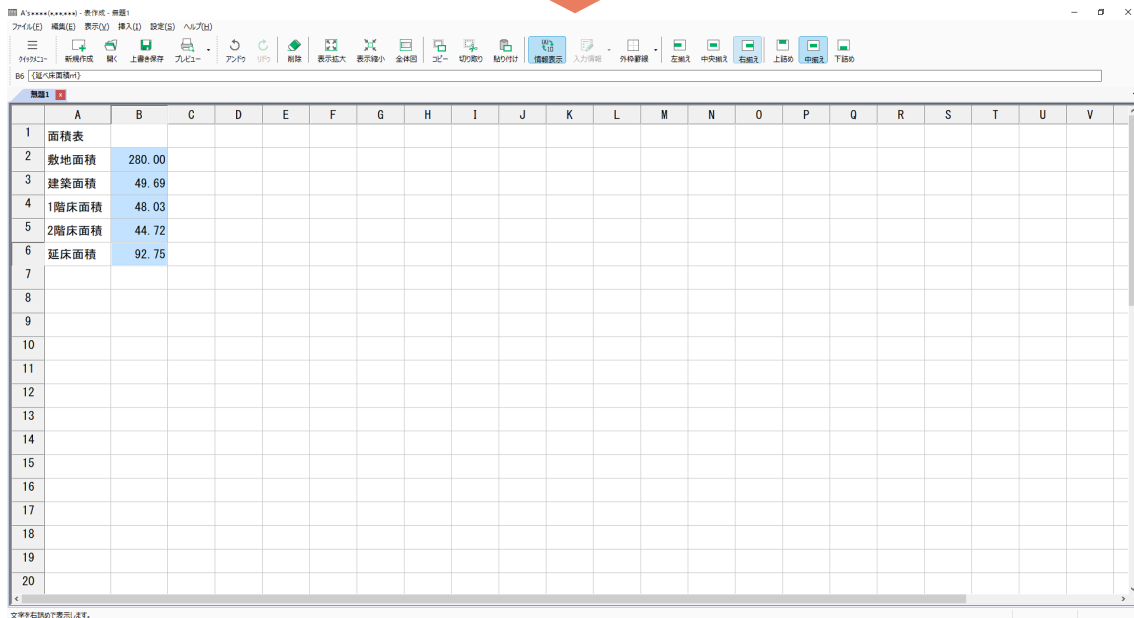 A's****(*.**.***) - 表作成 - 無題1
ファイル(F) 編集(E) 表示(V) 挿入(I) 設定(S) ヘルプ(H)
クイックメニュー 新規作成 開く 上書き保存 プレビュー アンドゥ リドゥ 削除 表示拡大 表示縮小 全体図 コピー 切り取り 貼り付け 情報表示 入力情報 外枠罫線 左揃え 中央揃え 右揃え 上詰め 中揃え 下詰め
B6 {延べ床面積㎡}
無題1 x
A B C D E F G H I J K L M N O P Q R S T U V
1 面積表
2 敷地面積 280.00
3 建築面積 49.69
4 1階床面積 48.03
5 2階床面積 44.72
6 延床面積 92.75
7
8
9
10
11
12
13
14
15
16
17
18
19
20
文字を右詰めで表示します。